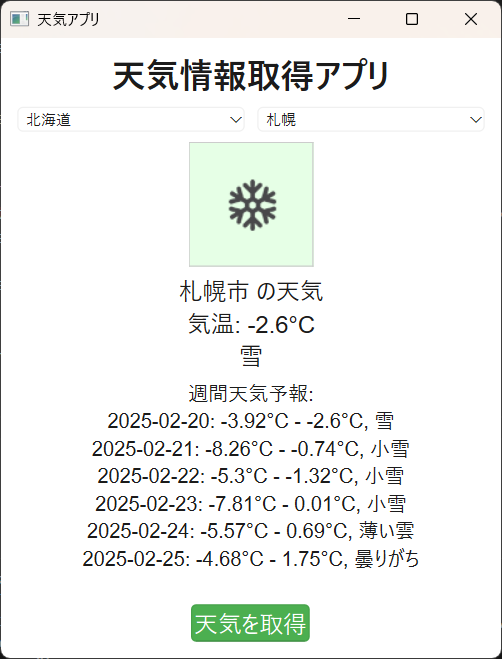 天気アプリ
天気情報取得アプリ
北海道 札幌
札幌市 の天気
気温: -2.6°C
雪
週間天気予報:
2025-02-20: -3.92°C - -2.6°C, 雪
2025-02-21: -8.26°C - -0.74°C, 小雪
2025-02-22: -5.3°C - -1.32°C, 小雪
2025-02-23: -7.81°C - 0.01°C, 小雪
2025-02-24: -5.57°C - 0.69°C, 薄い雲
2025-02-25: -4.68°C - 1.75°C, 曇りがち
天気を取得